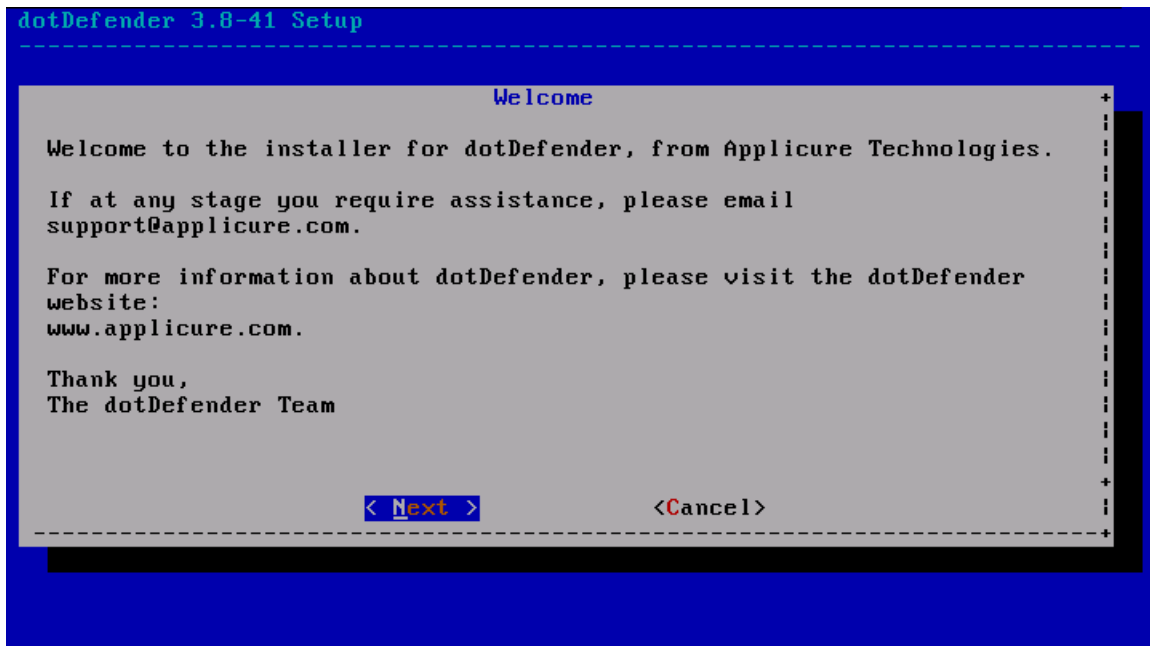 dotDefender 3.8-41 Setup
Welcome
Welcome to the installer for dotDefender, from Applicure Technologies.
If at any stage you require assistance, please email
support@applicure.com.
For more information about dotDefender, please visit the dotDefender
website:
www.applicure.com.
Thank you,
The dotDefender Team
< Next > <Cancel>